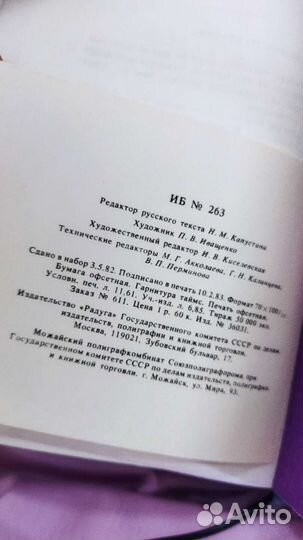 ИБ № 263
Редактор русского текста Н. М. Капустина
Художник П. В. Иващенко
Художественный редактор И. В. Киселевская
Технические редакторы М. Г. Акколаева, Г. Н. Калинцева,
В. П. Перминова
Сдано в набор 3.5.82. Подписано в печать 10.2.83. Формат 70 х 100/
Бумага офсетная. Гарнитура таймс. Печать офсетная.
Условн. печ. л. 11,61. Уч.-изд. л. 6,85. Тираж 50 000 экз.
Заказ № 611. Цена 1 р. 60 к. Изд. № 36031.
Издательство «Радуга» Государственного комитета СССР по делам
издательств, полиграфии и книжной торговли.
Москва, 119021, Зубовский бульвар, 17.
Можайский полиграфкомбинат Союзполиграфпрома при
Государственном комитете СССР по делам издательств, полиграфии
и книжной торговли. г. Можайск, ул. Мира, 93.
Avito